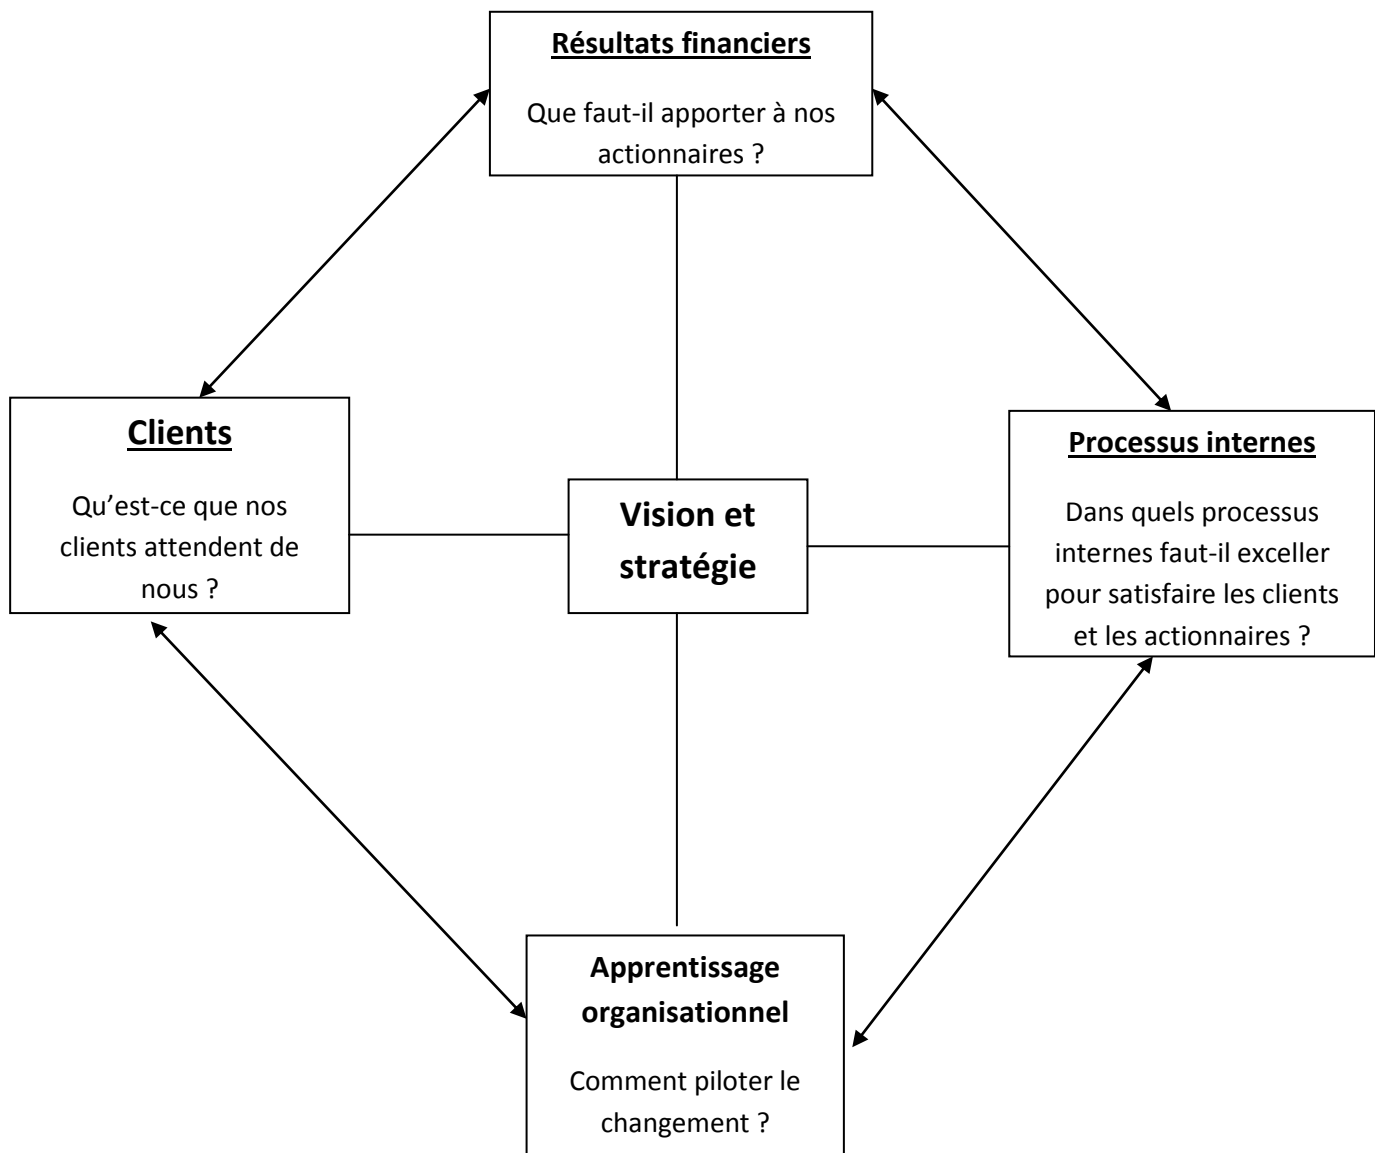 Résultats financiers
Que faut-il apporter à nos
actionnaires ?
Clients
Qu’est-ce que nos
clients attendent de
nous ?
Vision et
stratégie
Processus internes
Dans quels processus
internes faut-il exceller
pour satisfaire les clients
et les actionnaires ?
Apprentissage
organisationnel
Comment piloter le
changement ?